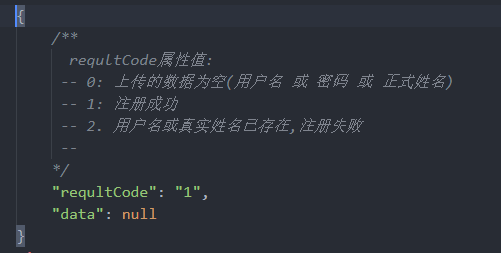 {
/**
requltCode属性值:
-- 0: 上传的数据为空(用户名 或 密码 或 正式姓名)
-- 1: 注册成功
-- 2. 用户名或真实姓名已存在,注册失败
--
*/
"requltCode": "1",
"data": null
}